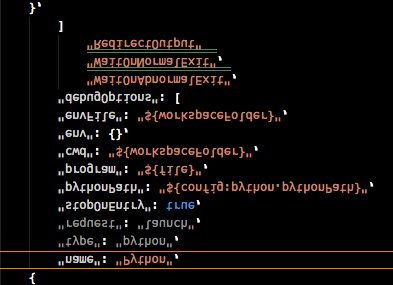 {
"name": "Python",
"type": "python",
"request": "launch",
"stopOnEntry": true,
"pythonPath": "${config:python.pythonPath}",
"program": "${file}",
"cwd": "${workspaceFolder}",
"env": {},
"envFile": "${workspaceFolder}",
"debugOptions": [
"WaitOnAbnormalExit",
"WaitOnNormalExit",
"RedirectOutput"
]
},